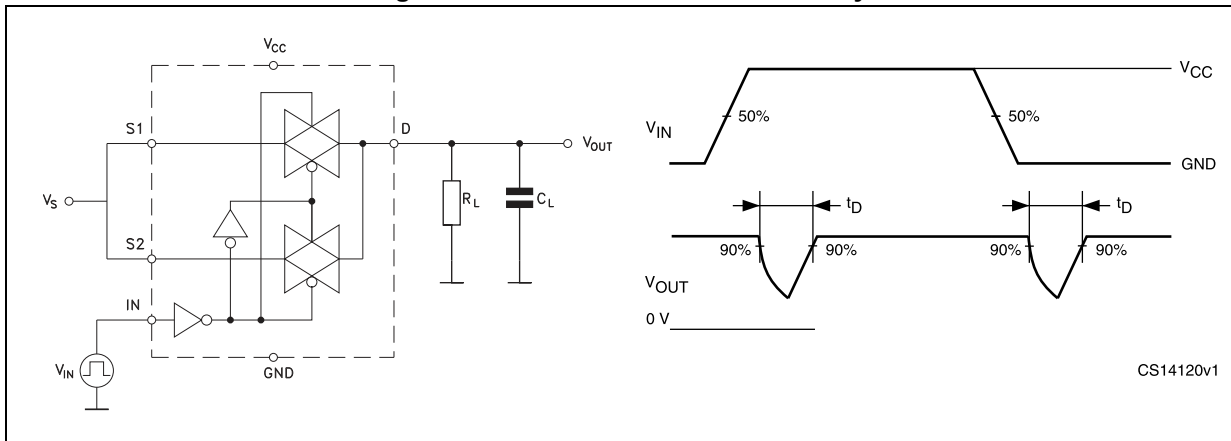 VCC
S1
D
VOUT
VS
RL
CL
S2
IN
VIN
GND
VCC
50%
50%
VIN
GND
tD
tD
90%
90%
90%
90%
VOUT
0 V
CS14120v1